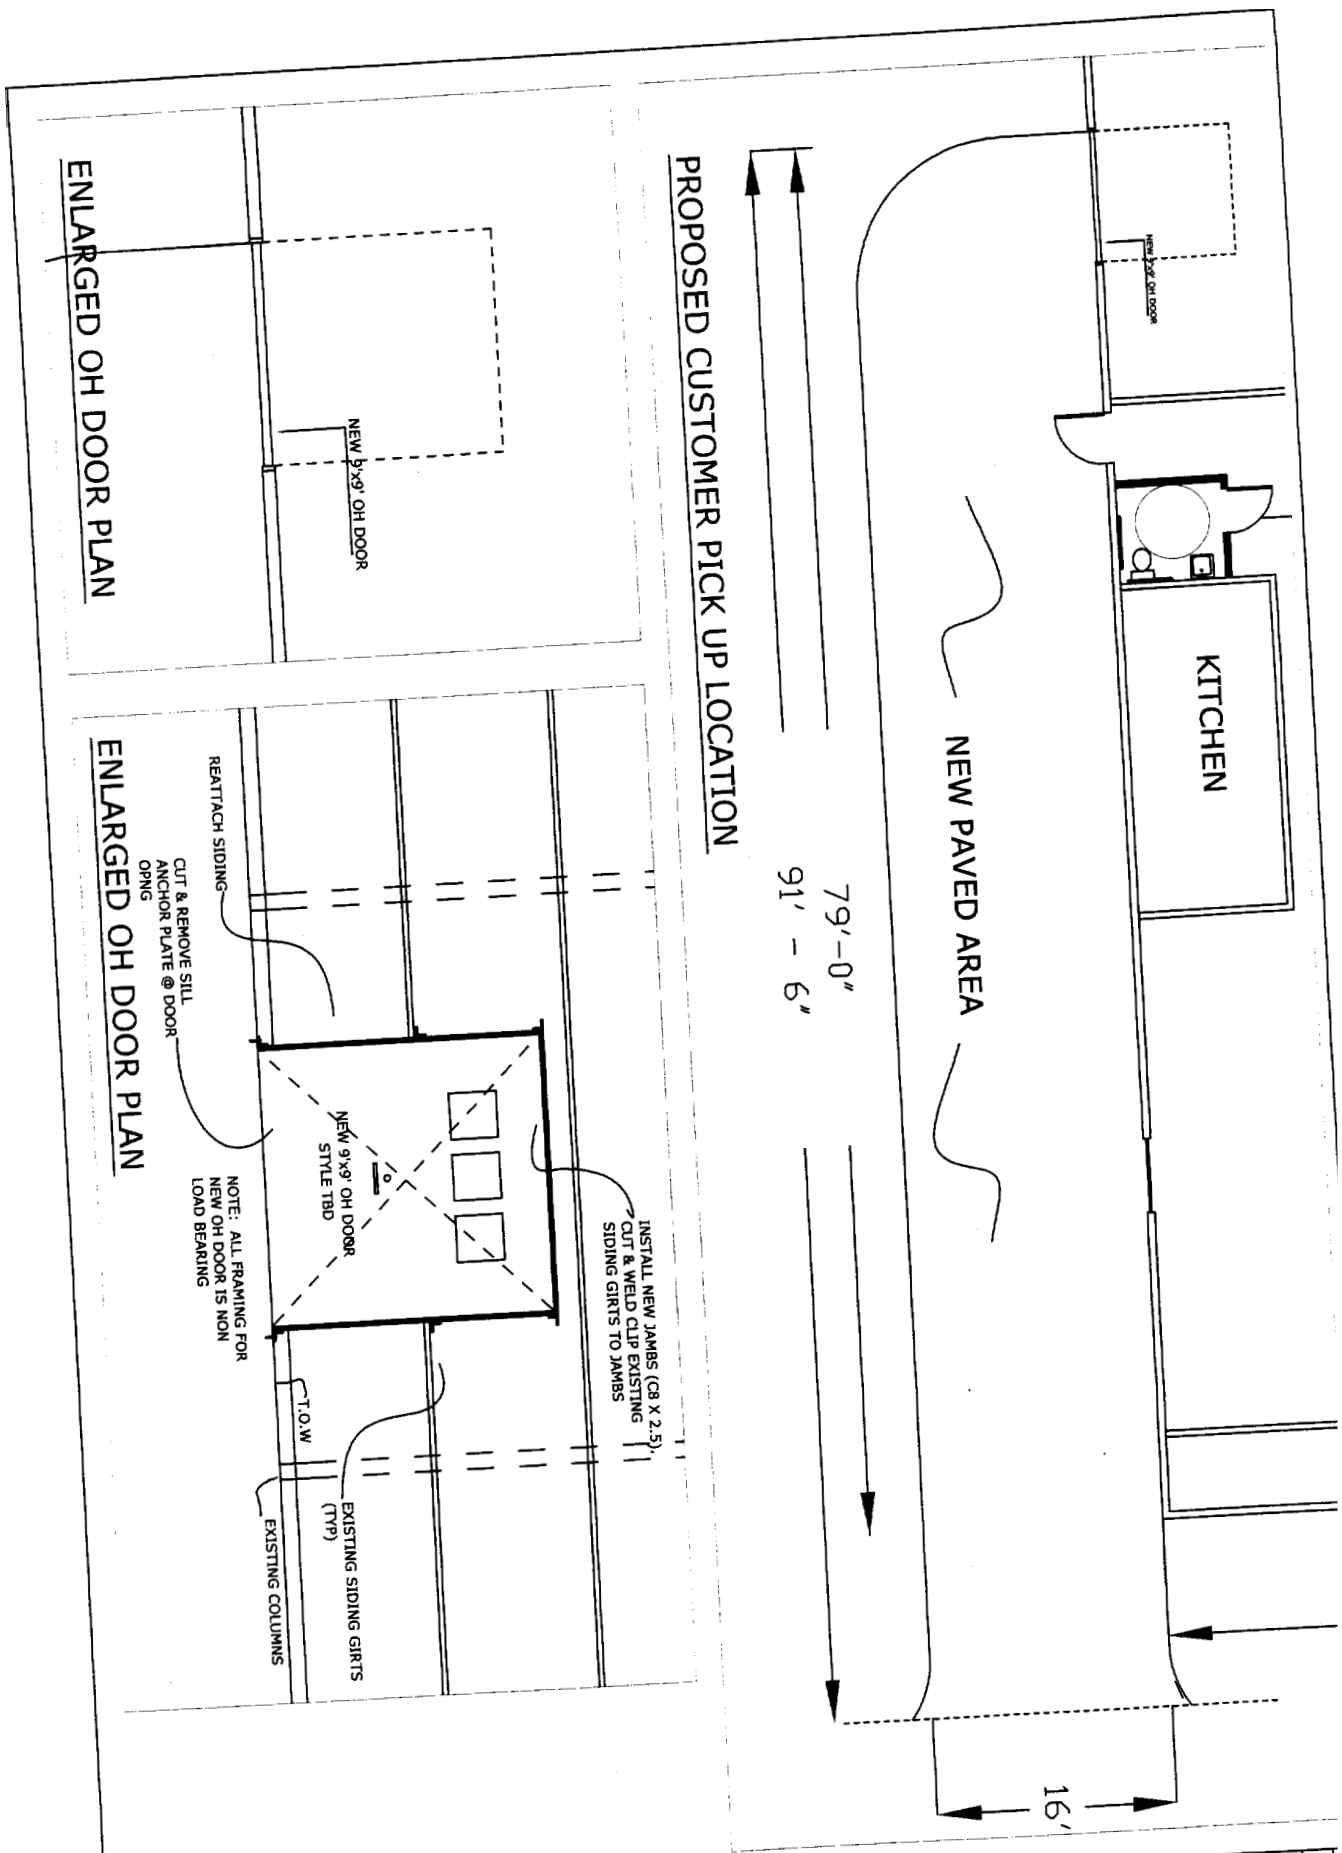 NEW 9'x9' OH DOOR
KITCHEN
NEW PAVED AREA
79'-0"
91' - 6"
16'
PROPOSED CUSTOMER PICK UP LOCATION
NEW 9'x9' OH DOOR
ENLARGED OH DOOR PLAN
INSTALL NEW JAMBS (C8 X 2.5).
CUT & WELD CLIP EXISTING
SIDING GIRTS TO JAMBS
NEW 9'x9' OH DOOR
STYLE TBD
REATTACH SIDING
CUT & REMOVE SILL
ANCHOR PLATE @ DOOR
OPNG
NOTE: ALL FRAMING FOR
NEW OH DOOR IS NON
LOAD BEARING
T.O.W
EXISTING SIDING GIRTS
(TYP)
EXISTING COLUMNS
ENLARGED OH DOOR PLAN